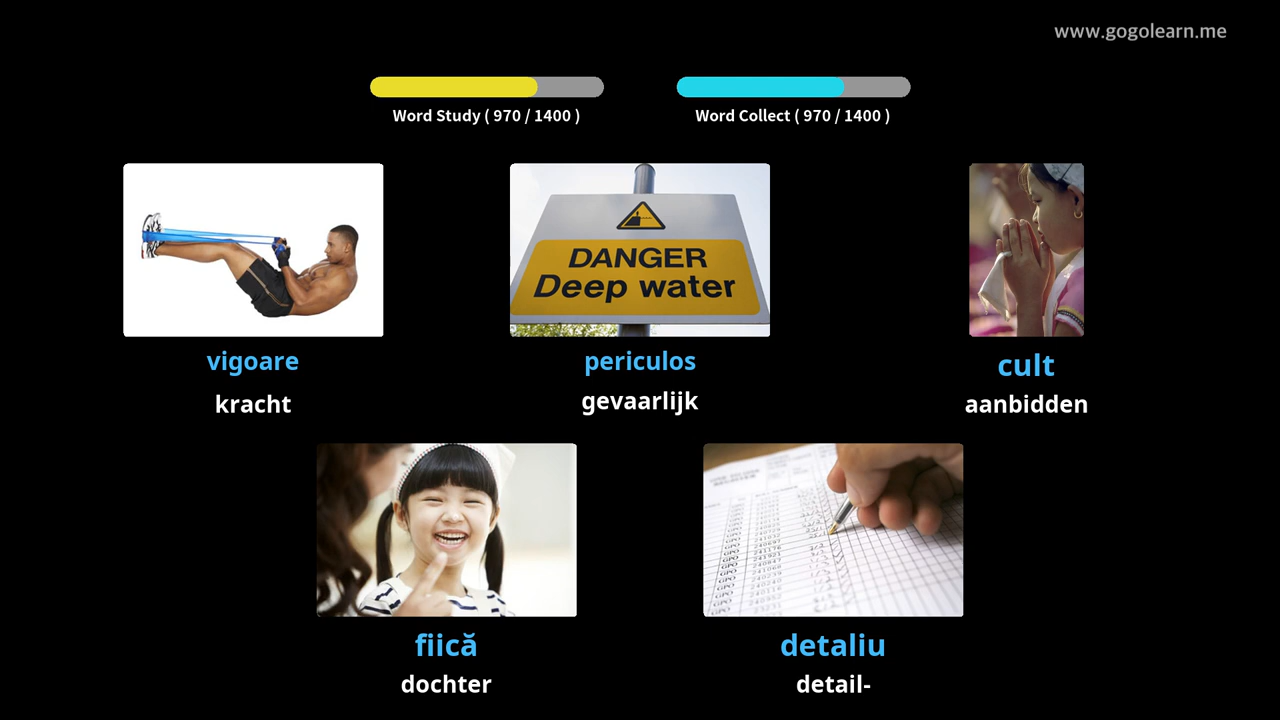 www.gogolearn.me
Word Study ( 970 / 1400 )
Word Collect ( 970 / 1400 )
DANGER
Deep water
vigoare
periculos
cult
kracht
gevaarlijk
aanbidden
fiică
detaliu
dochter
detail-